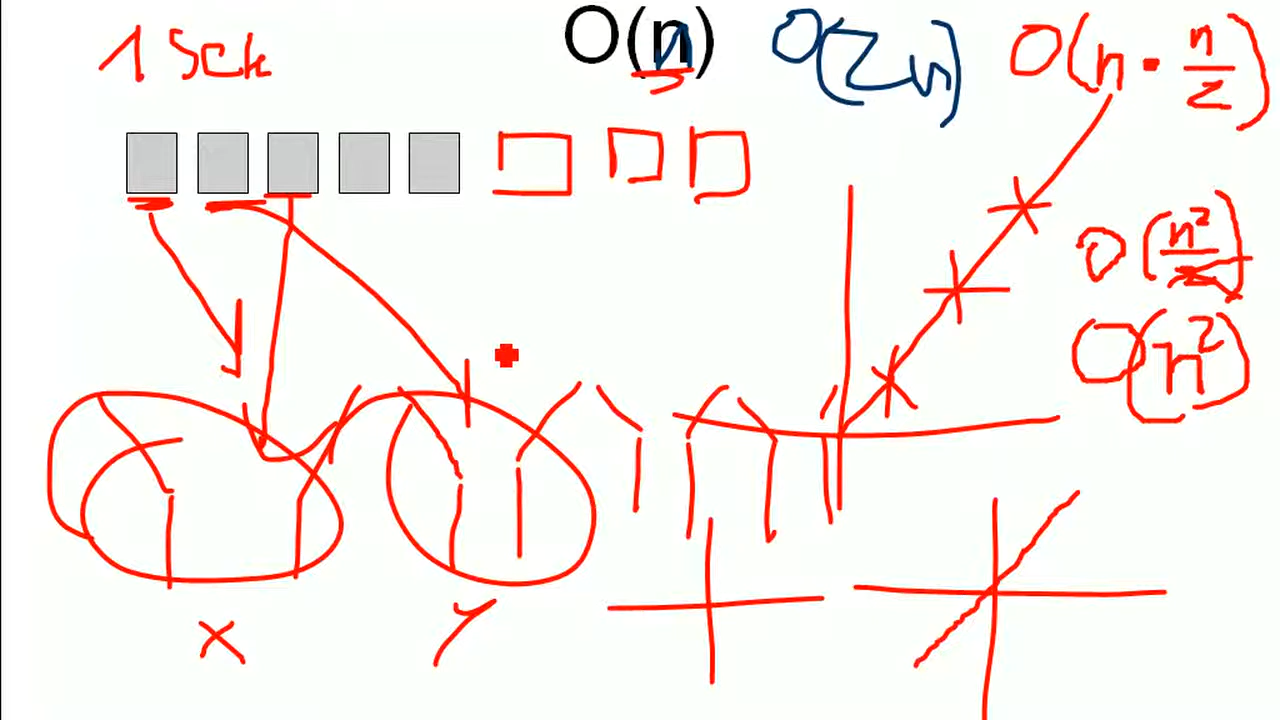 1 Sek O(n) O(2n) O(n · n/2)
O(n²/2)
O(n²)
X Y